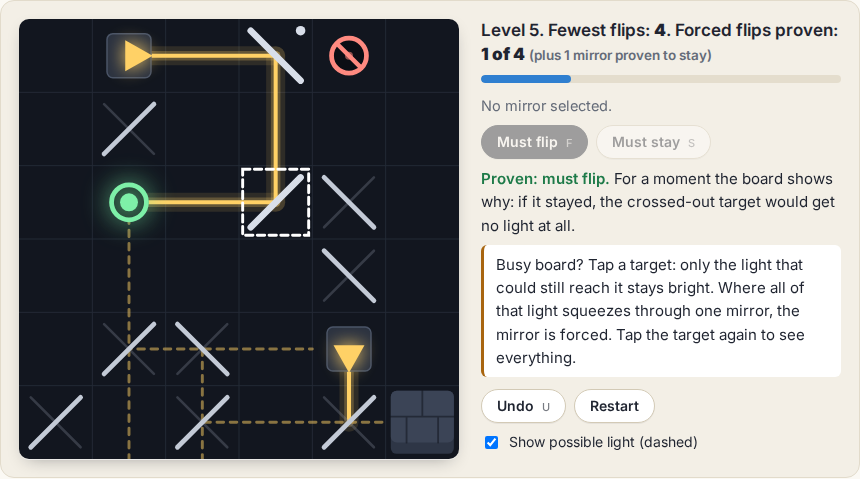 Level 5. Fewest flips: 4. Forced flips proven:
1 of 4 (plus 1 mirror proven to stay)
No mirror selected.
Must flip F
Must stay S
Proven: must flip. For a moment the board shows
why: if it stayed, the crossed-out target would get
no light at all.
Busy board? Tap a target: only the light that
could still reach it stays bright. Where all of
that light squeezes through one mirror, the
mirror is forced. Tap the target again to see
everything.
Undo U
Restart
Show possible light (dashed)